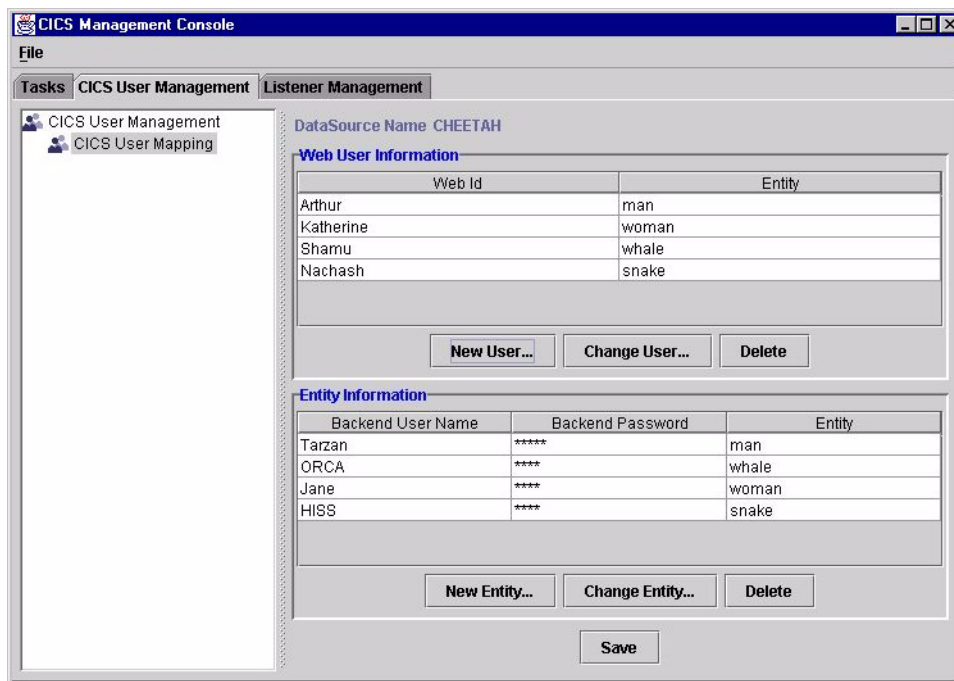 CICS Management Console
File
Tasks CICS User Management Listener Management
CICS User Management
CICS User Mapping
DataSource Name CHEETAH
Web User Information
Web Id Entity
Arthur man
Katherine woman
Shamu whale
Nachash snake
New User... Change User... Delete
Entity Information
Backend User Name Backend Password Entity
Tarzan ***** man
ORCA **** whale
Jane **** woman
HISS **** snake
New Entity... Change Entity... Delete
Save